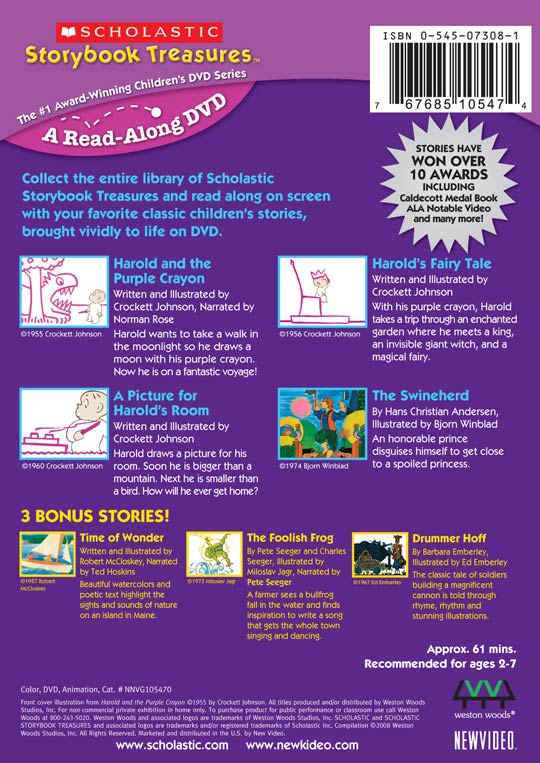 SCHOLASTIC
Storybook Treasures™
The #1 Award-Winning Children's DVD Series
A Read-Along DVD
ISBN 0-545-07308-1
7 67685 10547 4
STORIES HAVE
WON OVER
10 AWARDS
INCLUDING
Caldecott Medal Book
ALA Notable Video
and many more!
Collect the entire library of Scholastic
Storybook Treasures and read along on screen
with your favorite classic children's stories,
brought vividly to life on DVD.
Harold and the
Purple Crayon
Written and Illustrated by
Crockett Johnson, Narrated by
Norman Rose
Harold wants to take a walk in
the moonlight so he draws a
moon with his purple crayon.
Now he is on a fantastic voyage!
©1955 Crockett Johnson
Harold's Fairy Tale
Written and Illustrated by
Crockett Johnson
With his purple crayon, Harold
takes a trip through an enchanted
garden where he meets a king,
an invisible giant witch, and a
magical fairy.
©1956 Crockett Johnson
A Picture for
Harold's Room
Written and Illustrated by
Crockett Johnson
Harold draws a picture for his
room. Soon he is bigger than a
mountain. Next he is smaller than
a bird. How will he ever get home?
©1960 Crockett Johnson
The Swineherd
By Hans Christian Andersen,
Illustrated by Bjorn Winblad
An honorable prince
disguises himself to get close
to a spoiled princess.
©1974 Bjorn Winblad
3 BONUS STORIES!
Time of Wonder
Written and Illustrated by
Robert McCloskey, Narrated
by Ted Hoskins
Beautiful watercolors and
poetic text highlight the
sights and sounds of nature
on an island in Maine.
©1957 Robert
McCloskey
The Foolish Frog
By Pete Seeger and Charles
Seeger, Illustrated by
Miloslav Jagr, Narrated by
Pete Seeger
A farmer sees a bullfrog
fall in the water and finds
inspiration to write a song
that gets the whole town
singing and dancing.
©1973 Miloslav Jagr
Drummer Hoff
By Barbara Emberley,
Illustrated by Ed Emberley
The classic tale of soldiers
building a magnificent
cannon is told through
rhyme, rhythm and
stunning illustrations.
©1967 Ed Emberley
Approx. 61 mins.
Recommended for ages 2-7
Color, DVD, Animation, Cat. # NNVG105470
Front cover illustration from Harold and the Purple Crayon ©1955 by Crockett Johnson. All titles produced and/or distributed by Weston Woods
Studios, Inc. For non-commercial private exhibition in home only. To purchase product for public performance or classroom use call Weston
Woods at 800-243-5020. Weston Woods and associated logos are trademarks of Weston Woods Studios, Inc. SCHOLASTIC and SCHOLASTIC
STORYBOOK TREASURES and associated logos are trademarks and/or registered trademarks of Scholastic Inc. Compilation ©2008 Weston
Woods Studios, Inc. All Rights Reserved. Marketed and distributed in the U.S. by New Video.
www.scholastic.com www.newkideo.com
weston woods®
NEWVIDEO.